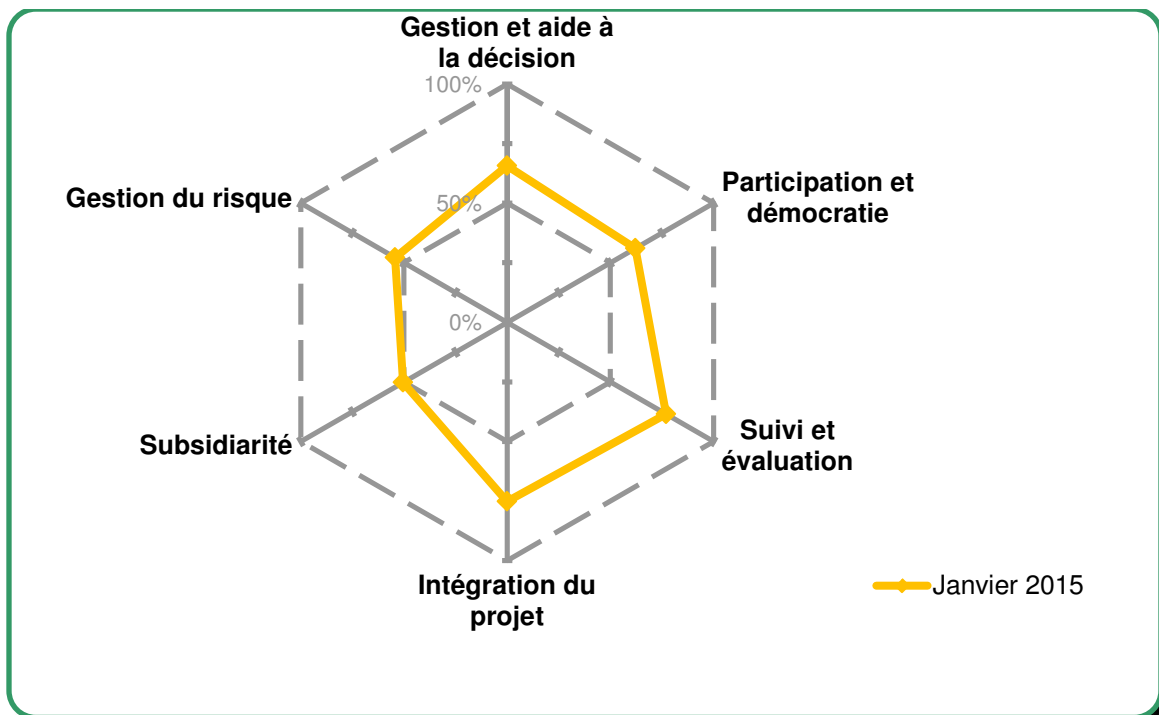 Gestion et aide à
la décision
100%
Participation et
démocratie
Gestion du risque
50%
0%
Subsidiarité
Suivi et
évaluation
Intégration du
projet
Janvier 2015